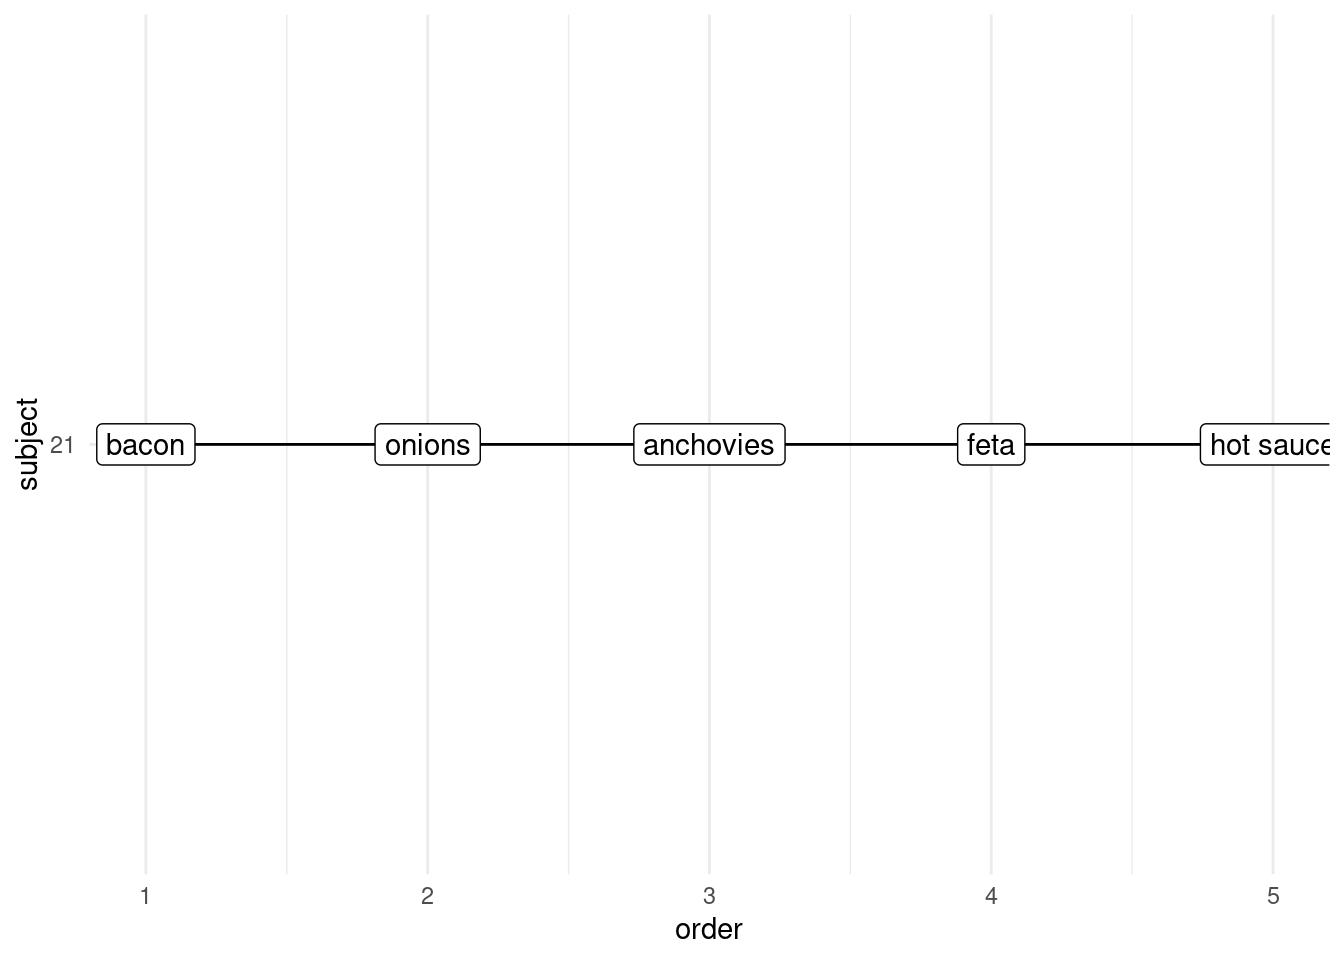 subject
21
bacon
onions
anchovies
feta
hot sauce
1 2 3 4 5
order